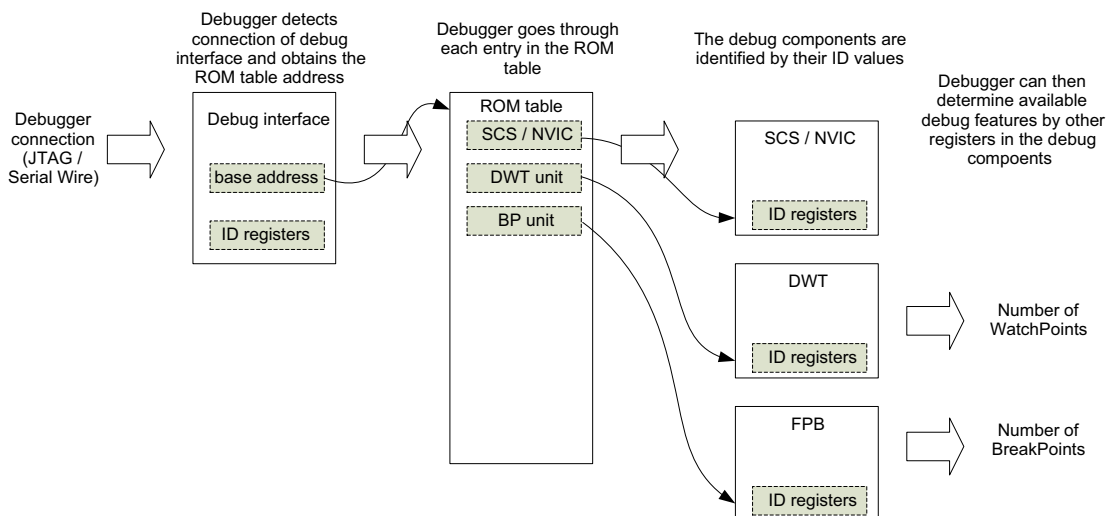 Debugger detects
connection of debug
interface and obtains the
ROM table address
Debugger goes through
each entry in the ROM
table
The debug components are
identified by their ID values
Debugger can then
determine available
debug features by other
registers in the debug
compoents
Debugger
connection
(JTAG /
Serial Wire)
Debug interface
base address
ID registers
ROM table
SCS / NVIC
DWT unit
BP unit
SCS / NVIC
ID registers
DWT
ID registers
Number of
WatchPoints
FPB
ID registers
Number of
BreakPoints